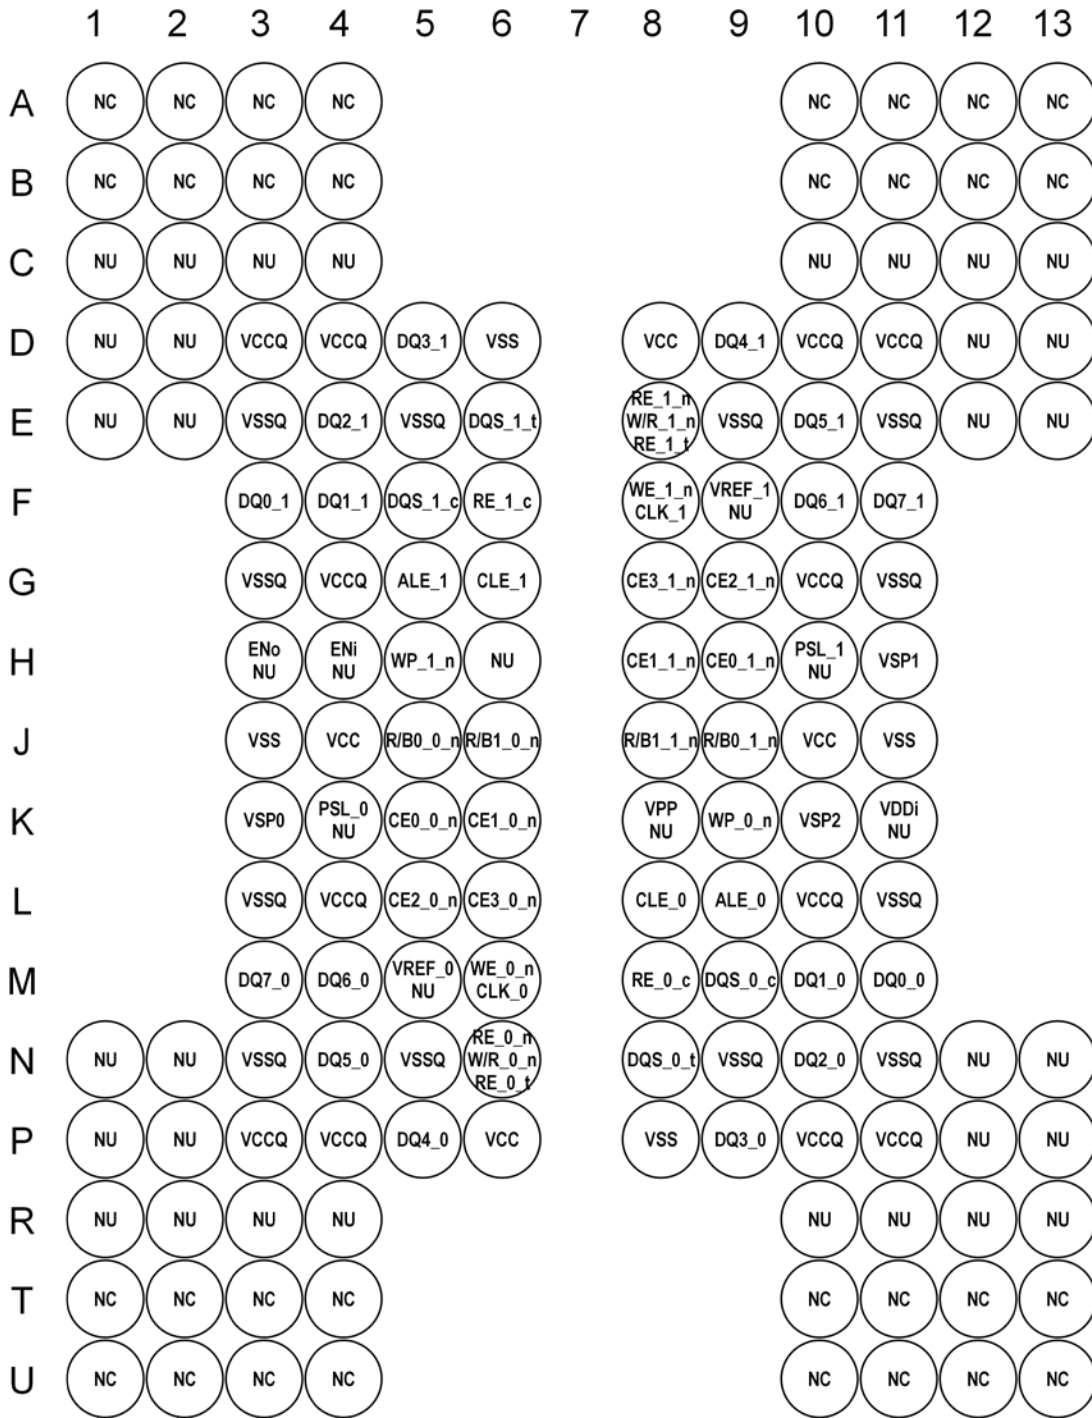 1 2 3 4 5 6 7 8 9 10 11 12 13
A NC NC NC NC NC NC NC NC
B NC NC NC NC NC NC NC NC
C NU NU NU NU NU NU NU NU
D NU NU VCCQ VCCQ DQ3_1 VSS VCC DQ4_1 VCCQ VCCQ NU NU
RE_1_n
E NU NU VSSQ DQ2_1 VSSQ DQS_1_t W/R_1_n VSSQ DQ5_1 VSSQ NU NU
RE_1_t
WE_1_n VREF_1
F DQ0_1 DQ1_1 DQS_1_c RE_1_c DQ6_1 DQ7_1
CLK_1 NU
G VSSQ VCCQ ALE_1 CLE_1 CE3_1_n CE2_1_n VCCQ VSSQ
ENo ENi PSL_1
H WP_1_n NU CE1_1_n CE0_1_n VSP1
NU NU NU
J VSS VCC R/B0_0_n R/B1_0_n R/B1_1_n R/B0_1_n VCC VSS
PSL_0 VPP VDDi
K VSP0 CE0_0_n CE1_0_n WP_0_n VSP2
NU NU NU
L VSSQ VCCQ CE2_0_n CE3_0_n CLE_0 ALE_0 VCCQ VSSQ
VREF_0 WE_0_n
M DQ7_0 DQ6_0 RE_0_c DQS_0_c DQ1_0 DQ0_0
NU CLK_0
RE_0_n
N NU NU VSSQ DQ5_0 VSSQ W/R_0_n DQS_0_t VSSQ DQ2_0 VSSQ NU NU
RE_0_t
P NU NU VCCQ VCCQ DQ4_0 VCC VSS DQ3_0 VCCQ VCCQ NU NU
R NU NU NU NU NU NU NU NU
T NC NC NC NC NC NC NC NC
U NC NC NC NC NC NC NC NC